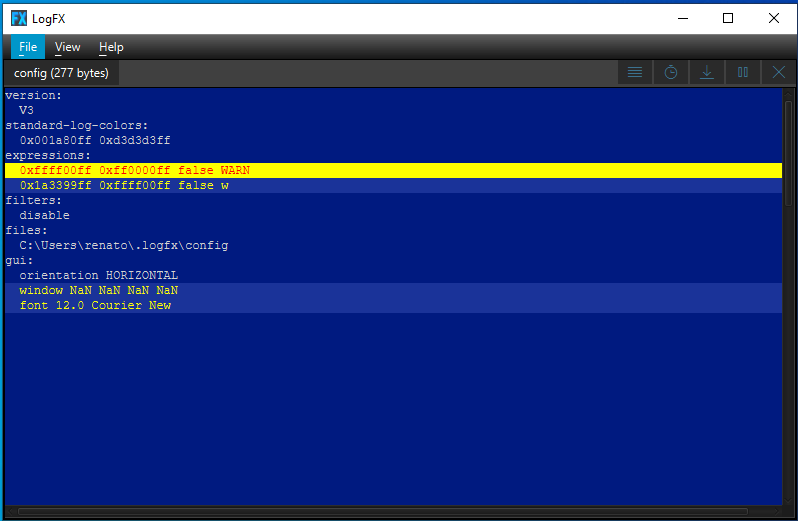 FX LogFX
File View Help
config (277 bytes)
version:
  V3
standard-log-colors:
  0x001a80ff 0xd3d3d3ff
expressions:
  0xffff00ff 0xff0000ff false WARN
  0x1a3399ff 0xffff00ff false w
filters:
  disable
files:
  C:\Users\renato\.logfx\config
gui:
  orientation HORIZONTAL
  window NaN NaN NaN NaN
  font 12.0 Courier New